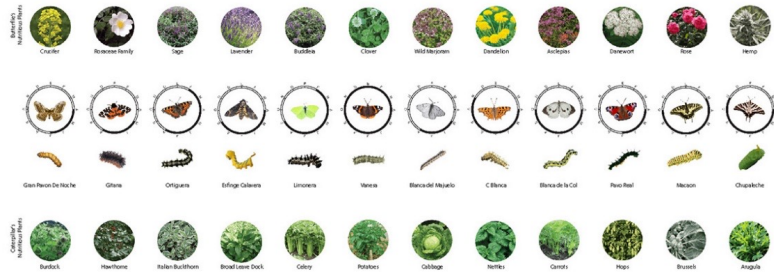 Butterfly's
Nutritious Plants
Crucifer
Rosaceae Family
Sage
Lavender
Buddleia
Clover
Wild Marjoram
Dandelion
Asclepias
Danewort
Rose
Hemp
Gran Pavon De Noche
Gitana
Ortiguera
Esfinge Calavera
Limonera
Vanesa
Blanca del Majuelo
C Blanca
Blanca de la Col
Pavo Real
Macaon
Chupaleche
Caterpillar's
Nutritious Plants
Burdock
Hawthorne
Italian Buckthorn
Broad Leave Dock
Celery
Potatoes
Cabbage
Nettles
Carrots
Hops
Brussels
Arugula